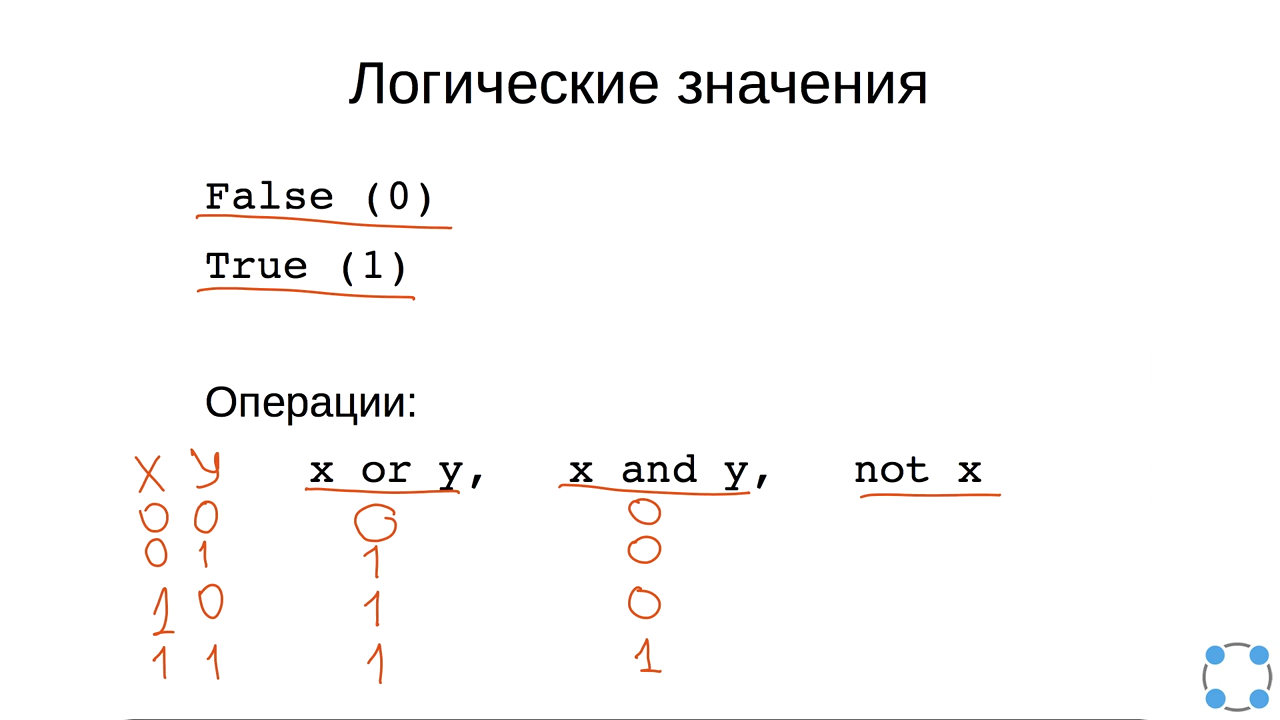 Логические значения
False (0)
True (1)
Операции:
X y x or y, x and y, not x
0 0 0 0
0 1 1 0
1 0 1 0
1 1 1 1